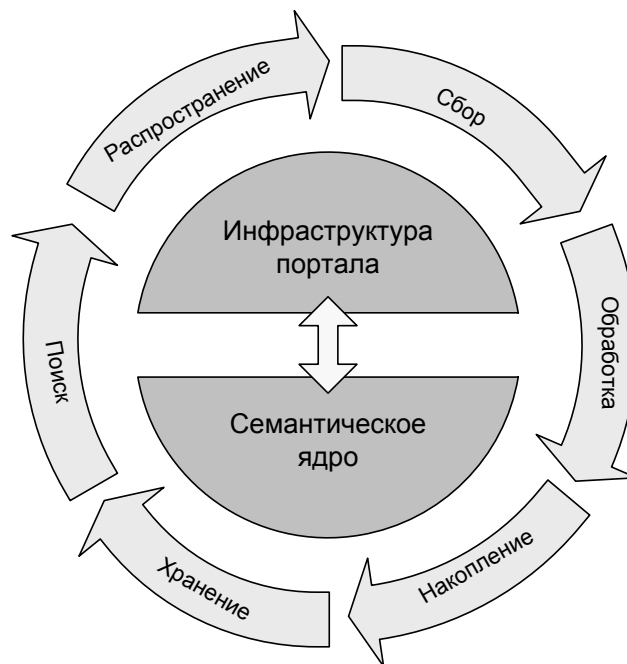 Распространение
Сбор
Инфраструктура
портала
Обработка
Поиск
Семантическое
ядро
Накопление
Хранение